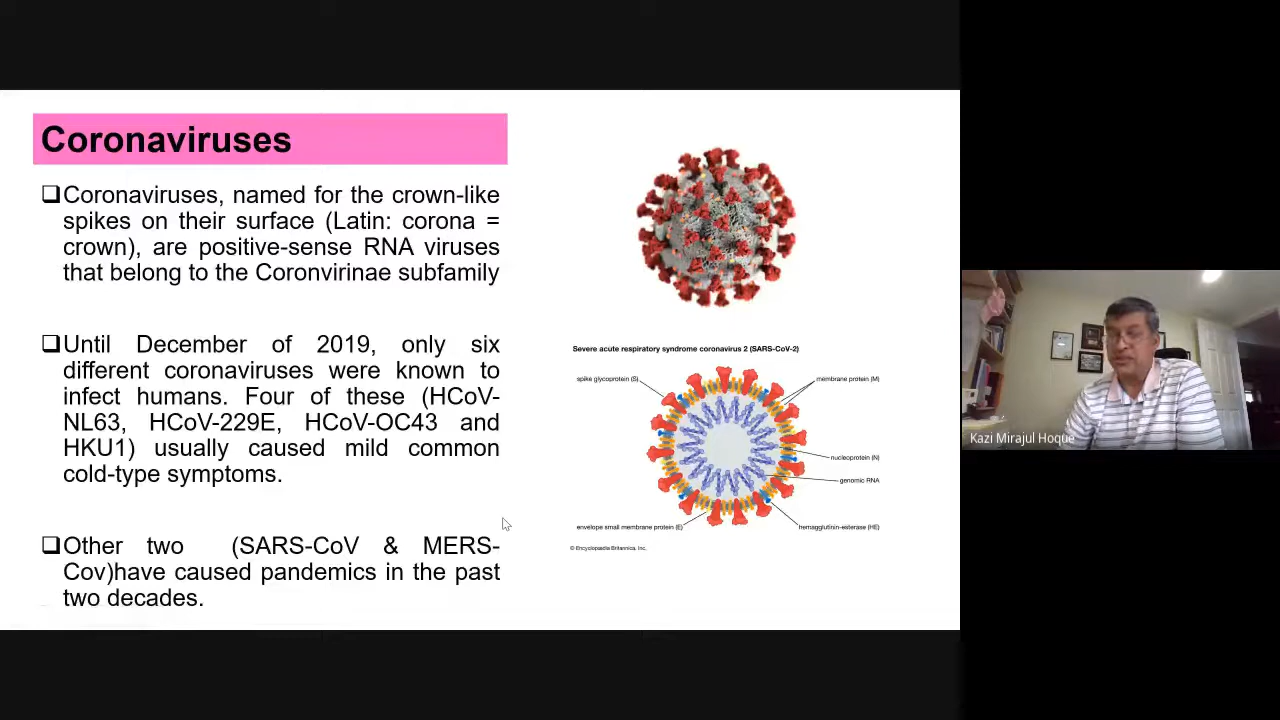 Coronaviruses
❑Coronaviruses, named for the crown-like
spikes on their surface (Latin: corona =
crown), are positive-sense RNA viruses
that belong to the Coronvirinae subfamily
❑Until December of 2019, only six
different coronaviruses were known to
infect humans. Four of these (HCoV-
NL63, HCoV-229E, HCoV-OC43 and
HKU1) usually caused mild common
cold-type symptoms.
❑Other two (SARS-CoV & MERS-
Cov)have caused pandemics in the past
two decades.
Severe acute respiratory syndrome coronavirus 2 (SARS-CoV-2)
spike glycoprotein (S)
membrane protein (M)
nucleoprotein (N)
genomic RNA
envelope small membrane protein (E)
hemagglutinin-esterase (HE)
© Encyclopædia Britannica, Inc.
Kazi Mirajul Hoque